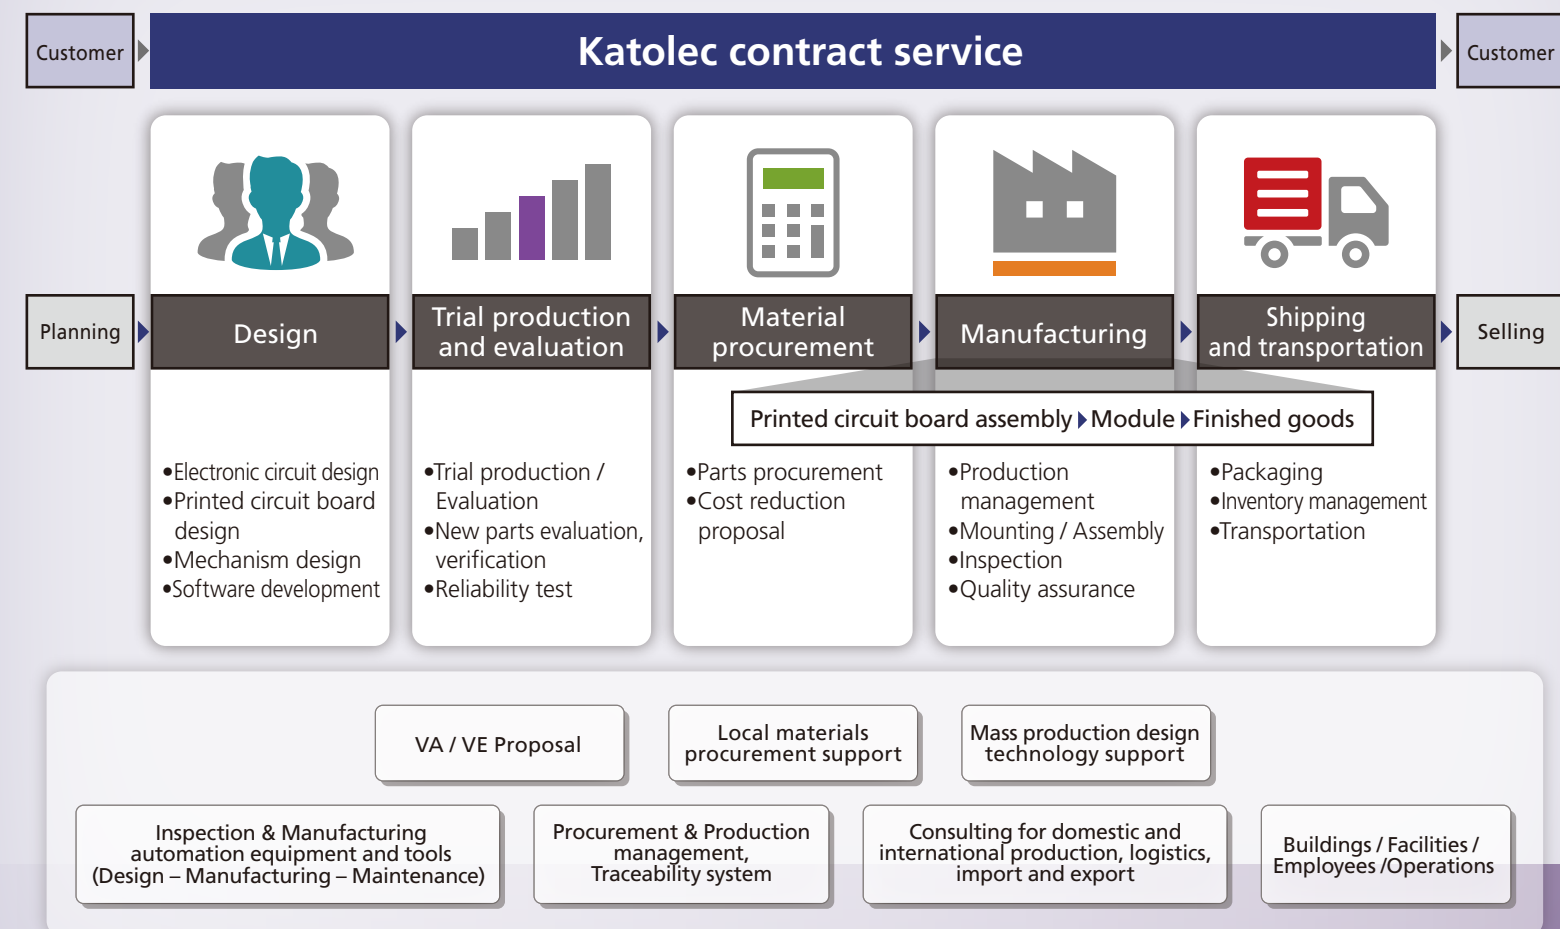 Customer
Katolec contract service
Customer
Planning
Design
Trial production
and evaluation
Material
procurement
Manufacturing
Shipping
and transportation
Selling
Printed circuit board assembly
Module
Finished goods
•Electronic circuit design
•Printed circuit board
design
•Mechanism design
•Software development
•Trial production /
Evaluation
•New parts evaluation,
verification
•Reliability test
•Parts procurement
•Cost reduction
proposal
•Production
management
•Mounting / Assembly
•Inspection
•Quality assurance
•Packaging
•Inventory management
•Transportation
VA / VE Proposal
Local materials
procurement support
Mass production design
technology support
Inspection & Manufacturing
automation equipment and tools
(Design – Manufacturing – Maintenance)
Procurement & Production
management,
Traceability system
Consulting for domestic and
international production, logistics,
import and export
Buildings / Facilities /
Employees /Operations